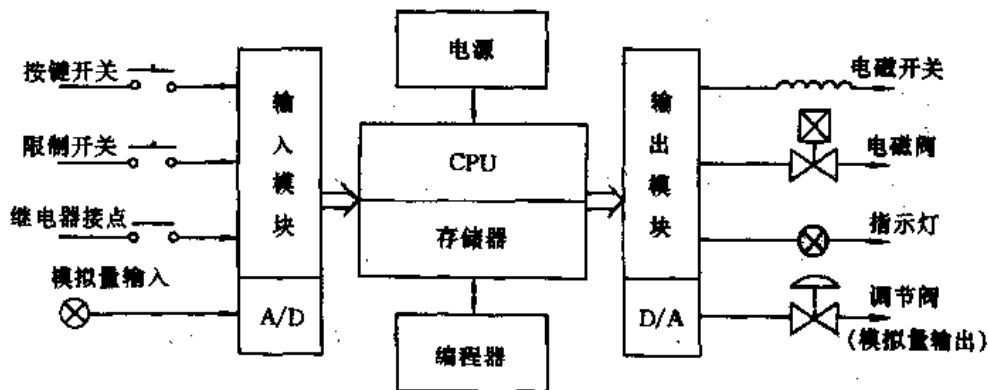 按键开关
限制开关
继电器接点
模拟量输入
输入模块
A/D
电源
CPU
存储器
编程器
输出模块
D/A
电磁开关
电磁阀
指示灯
调节阀
(模拟量输出)